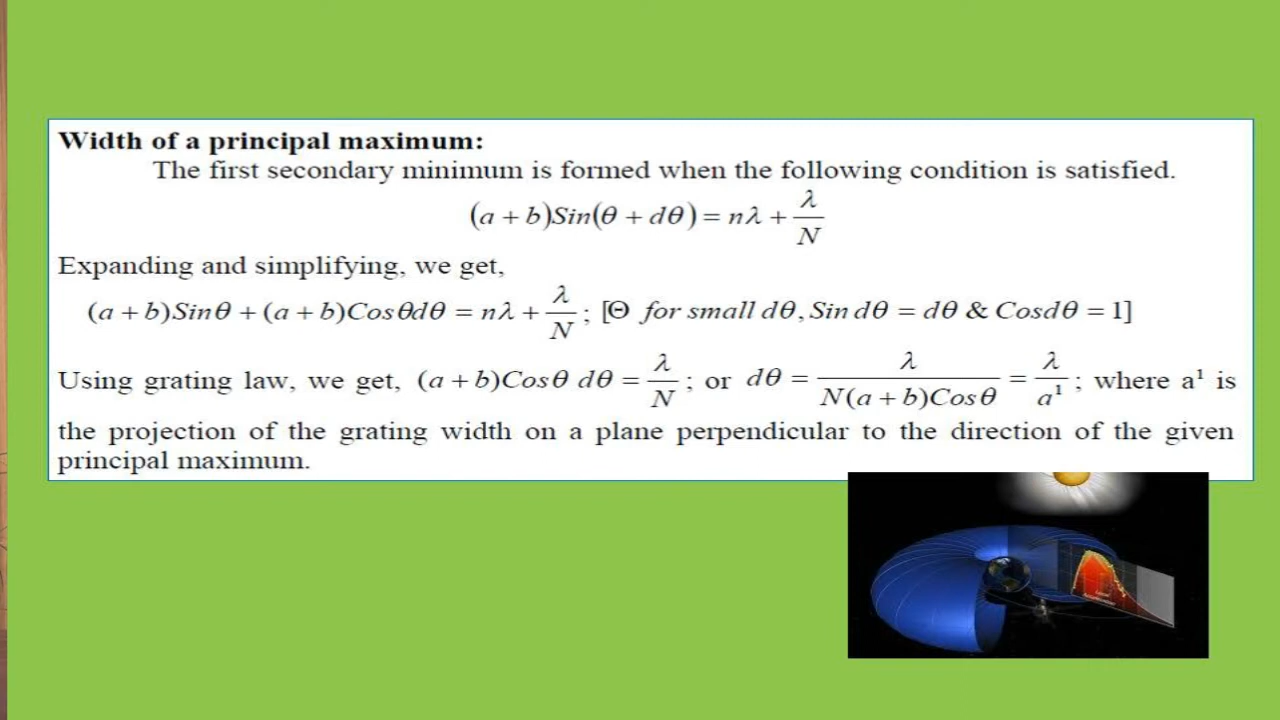 Width of a principal maximum:
The first secondary minimum is formed when the following condition is satisfied.
(a + b)Sin(θ + dθ) = nλ + λ/N
Expanding and simplifying, we get,
(a + b)Sinθ + (a + b)Cosθdθ = nλ + λ/N ; [Θ for small dθ, Sin dθ = dθ & Cosdθ = 1]
Using grating law, we get, (a + b)Cosθ dθ = λ/N ; or dθ = λ/N(a + b)Cosθ = λ/a¹ ; where a¹ is
the projection of the grating width on a plane perpendicular to the direction of the given
principal maximum.